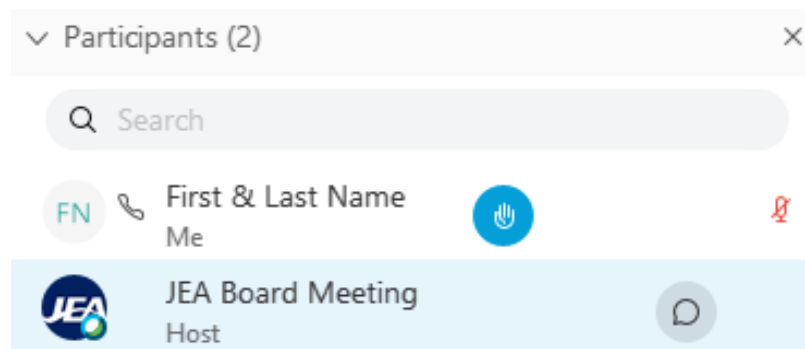 Participants (2)
Search
FN
First & Last Name
Me
JEA
JEA Board Meeting
Host